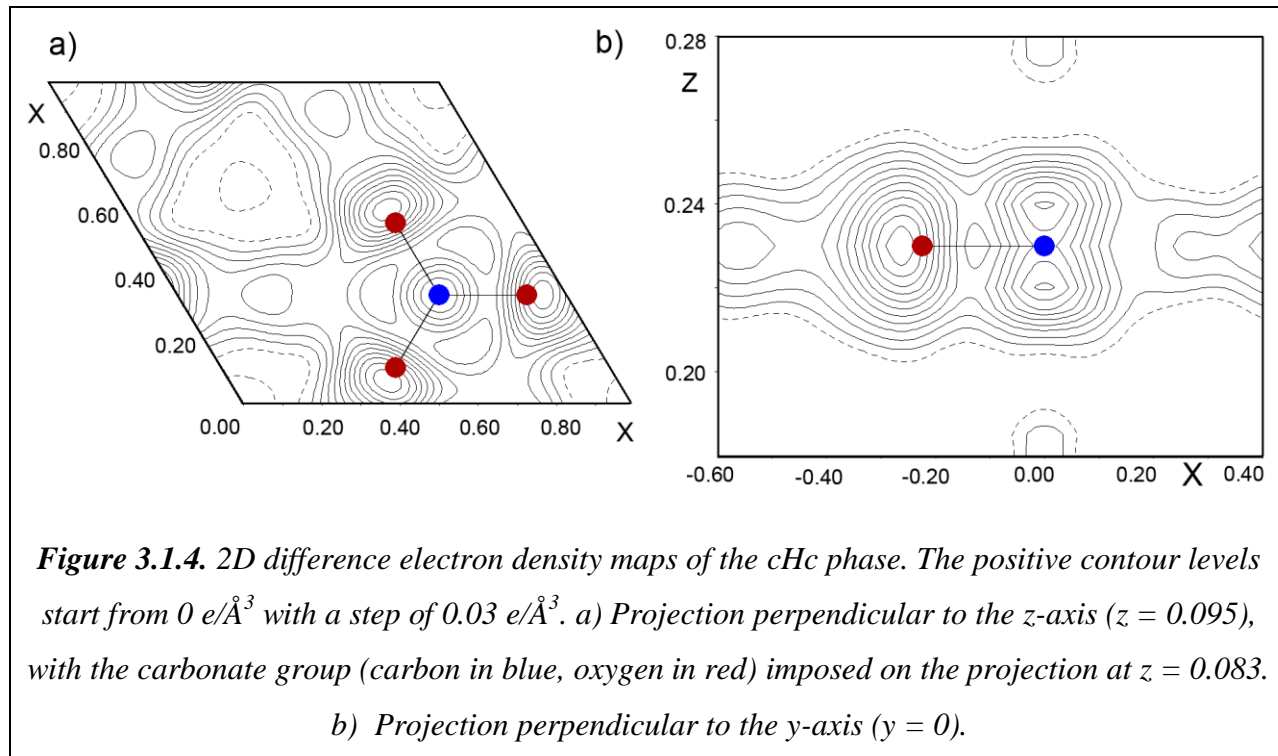 a)
X
0.80
0.60
0.40
0.20
0.00 0.20 0.40 0.60 0.80 X
b)
0.28
Z
0.24
0.20
-0.60 -0.20 0.00 0.20 X 0.40
Figure 3.1.4. 2D difference electron density maps of the cHc phase. The positive contour levels
start from 0 e/Å³ with a step of 0.03 e/Å³. a) Projection perpendicular to the z-axis (z = 0.095),
with the carbonate group (carbon in blue, oxygen in red) imposed on the projection at z = 0.083.
b) Projection perpendicular to the y-axis (y = 0).